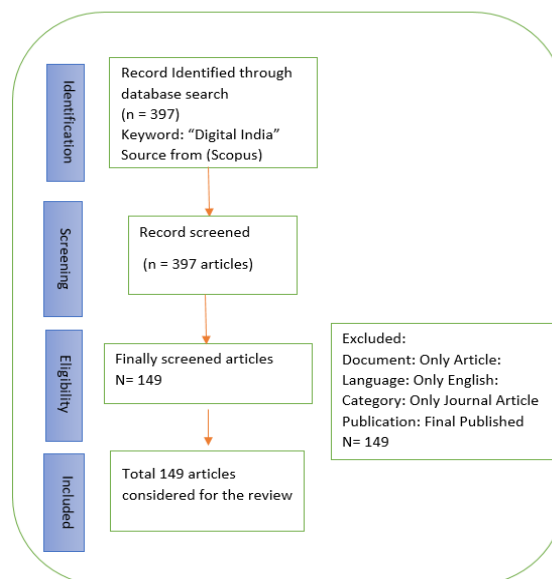 Identification
Record Identified through
database search
(n = 397)
Keyword: “Digital India”
Source from (Scopus)
Screening
Record screened
(n = 397 articles)
Eligibility
Finally screened articles
N= 149
Excluded:
Document: Only Article:
Language: Only English:
Category: Only Journal Article
Publication: Final Published
N= 149
Included
Total 149 articles
considered for the review